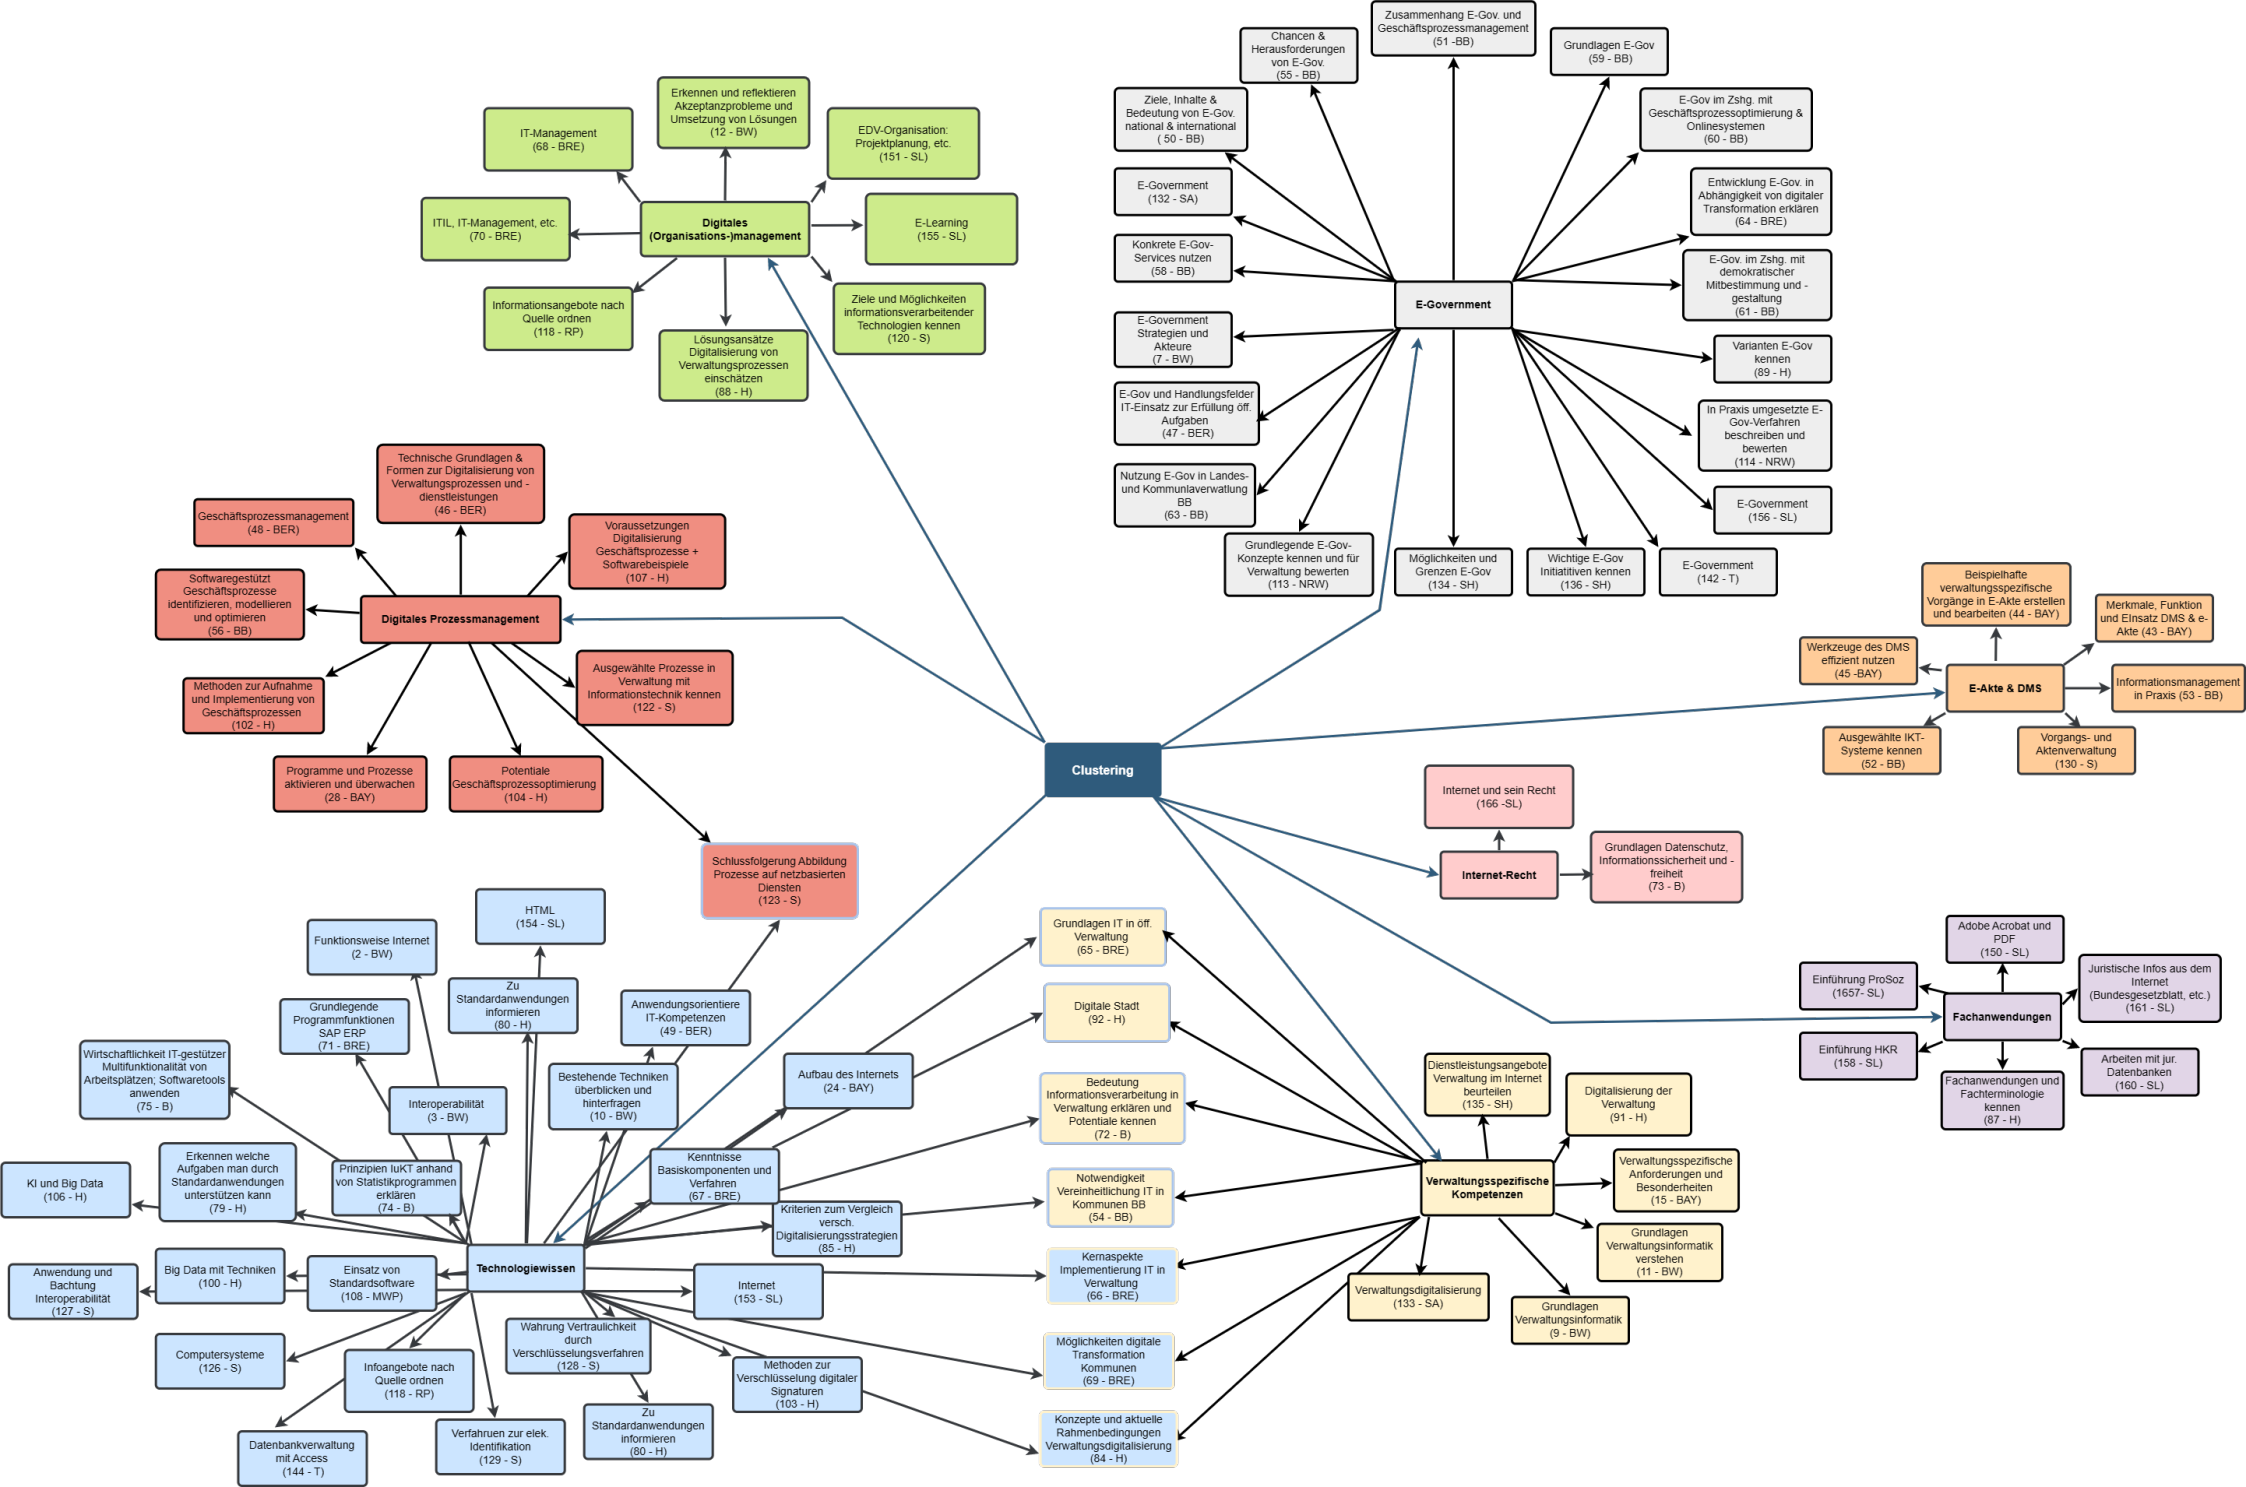 Zusammenhang E-Gov. und
Geschäftsprozessmanagement
(51 -BB)
Chancen &
Herausforderungen
von E-Gov.
(55 - BB)
Grundlagen E-Gov
(59 - BB)
Ziele, Inhalte &
Bedeutung von E-Gov.
national & international
( 50 - BB)
E-Gov im Zshg. mit
Geschäftsprozessoptimierung &
Onlinesystemen
(60 - BB)
E-Government
(132 - SA)
Entwicklung E-Gov. in
Abhängigkeit von digitaler
Transformation erklären
(64 - BRE)
Konkrete E-Gov-
Services nutzen
(58 - BB)
E-Gov. im Zshg. mit
demokratischer
Mitbestimmung und -
gestaltung
(61 - BB)
E-Government
E-Government
Strategien und
Akteure
(7 - BW)
Varianten E-Gov
kennen
(89 - H)
E-Gov und Handlungsfelder
IT-Einsatz zur Erfüllung öff.
Aufgaben
(47 - BER)
In Praxis umgesetzte E-
Gov-Verfahren
beschreiben und
bewerten
(114 - NRW)
Nutzung E-Gov in Landes-
und Kommunlaverwatlung
BB
(63 - BB)
E-Government
(156 - SL)
Grundlegende E-Gov-
Konzepte kennen und für
Verwaltung bewerten
(113 - NRW)
Möglichkeiten und
Grenzen E-Gov
(134 - SH)
Wichtige E-Gov
Initiatitiven kennen
(136 - SH)
E-Government
(142 - T)
Erkennen und reflektieren
Akzeptanzprobleme und
Umsetzung von Lösungen
(12 - BW)
IT-Management
(68 - BRE)
EDV-Organisation:
Projektplanung, etc.
(151 - SL)
ITIL, IT-Management, etc.
(70 - BRE)
Digitales
(Organisations-)management
E-Learning
(155 - SL)
Informationsangebote nach
Quelle ordnen
(118 - RP)
Ziele und Möglichkeiten
informationsverarbeitender
Technologien kennen
(120 - S)
Lösungsansätze
Digitalisierung von
Verwaltungsprozessen
einschätzen
(88 - H)
Technische Grundlagen &
Formen zur Digitalisierung von
Verwaltungsprozessen und -
dienstleistungen
(46 - BER)
Geschäftsprozessmanagement
(48 - BER)
Voraussetzungen
Digitalisierung
Geschäftsprozesse +
Softwarebeispiele
(107 - H)
Softwaregestützt
Geschäftsprozesse
identifizieren, modellieren
und optimieren
(56 - BB)
Digitales Prozessmanagement
Ausgewählte Prozesse in
Verwaltung mit
Informationstechnik kennen
(122 - S)
Methoden zur Aufnahme
und Implementierung von
Geschäftsprozessen
(102 - H)
Programme und Prozesse
aktivieren und überwachen
(28 - BAY)
Potentiale
Geschäftsprozessoptimierung
(104 - H)
Schlussfolgerung Abbildung
Prozesse auf netzbasierten
Diensten
(123 - S)
Clustering
Beispielhafte
verwaltungsspezifische
Vorgänge in E-Akte erstellen
und bearbeiten (44 - BAY)
Merkmale, Funktion
und EInsatz DMS & e-
Akte (43 - BAY)
Werkzeuge des DMS
effizient nutzen
(45 -BAY)
E-Akte & DMS
Informationsmanagement
in Praxis (53 - BB)
Ausgewählte IKT-
Systeme kennen
(52 - BB)
Vorgangs- und
Aktenverwaltung
(130 - S)
Internet und sein Recht
(166 -SL)
Internet-Recht
Grundlagen Datenschutz,
Informationssicherheit und -
freiheit
(73 - B)
Adobe Acrobat und
PDF
(150 - SL)
Einführung ProSoz
(1657- SL)
Juristische Infos aus dem
Internet
(Bundesgesetzblatt, etc.)
(161 - SL)
Fachanwendungen
Einführung HKR
(158 - SL)
Arbeiten mit jur.
Datenbanken
(160 - SL)
Fachanwendungen und
Fachterminologie
kennen
(87 - H)
Grundlagen IT in öff.
Verwaltung
(65 - BRE)
Digitale Stadt
(92 - H)
Bedeutung
Informationsverarbeitung in
Verwaltung erklären und
Potentiale kennen
(72 - B)
Notwendigkeit
Vereinheitlichung IT in
Kommunen BB
(54 - BB)
Kernaspekte
Implementierung IT in
Verwaltung
(66 - BRE)
Möglichkeiten digitale
Transformation
Kommunen
(69 - BRE)
Konzepte und aktuelle
Rahmenbedingungen
Verwaltungsdigitalisierung
(84 - H)
Dienstleistungsangebote
Verwaltung im Internet
beurteilen
(135 - SH)
Digitalisierung der
Verwaltung
(91 - H)
Verwaltungsspezifische
Kompetenzen
Verwaltungsspezifische
Anforderungen und
Besonderheiten
(15 - BAY)
Grundlagen
Verwaltungsinformatik
verstehen
(11 - BW)
Verwaltungsdigitalisierung
(133 - SA)
Grundlagen
Verwaltungsinformatik
(9 - BW)
HTML
(154 - SL)
Funktionsweise Internet
(2 - BW)
Zu
Standardanwendungen
informieren
(80 - H)
Anwendungsorientiere
IT-Kompetenzen
(49 - BER)
Grundlegende
Programmfunktionen
SAP ERP
(71 - BRE)
Wirtschaftlichkeit IT-gestützer
Multifunktionalität von
Arbeitsplätzen; Softwaretools
anwenden
(75 - B)
Interoperabilität
(3 - BW)
Bestehende Techniken
überblicken und
hinterfragen
(10 - BW)
Aufbau des Internets
(24 - BAY)
KI und Big Data
(106 - H)
Erkennen welche
Aufgaben man durch
Standardanwendungen
unterstützen kann
(79 - H)
Prinzipien IuKT anhand
von Statistikprogrammen
erklären
(74 - B)
Kenntnisse
Basiskomponenten und
Verfahren
(67 - BRE)
Kriterien zum Vergleich
versch.
Digitalisierungsstrategien
(85 - H)
Anwendung und
Bachtung
Interoperabilität
(127 - S)
Big Data mit Techniken
(100 - H)
Einsatz von
Standardsoftware
(108 - MWP)
Technologiewissen
Internet
(153 - SL)
Computersysteme
(126 - S)
Infoangebote nach
Quelle ordnen
(118 - RP)
Wahrung Vertraulichkeit
durch
Verschlüsselungsverfahren
(128 - S)
Methoden zur
Verschlüsselung digitaler
Signaturen
(103 - H)
Datenbankverwaltung
mit Access
(144 - T)
Verfahruen zur elek.
Identifikation
(129 - S)
Zu
Standardanwendungen
informieren
(80 - H)